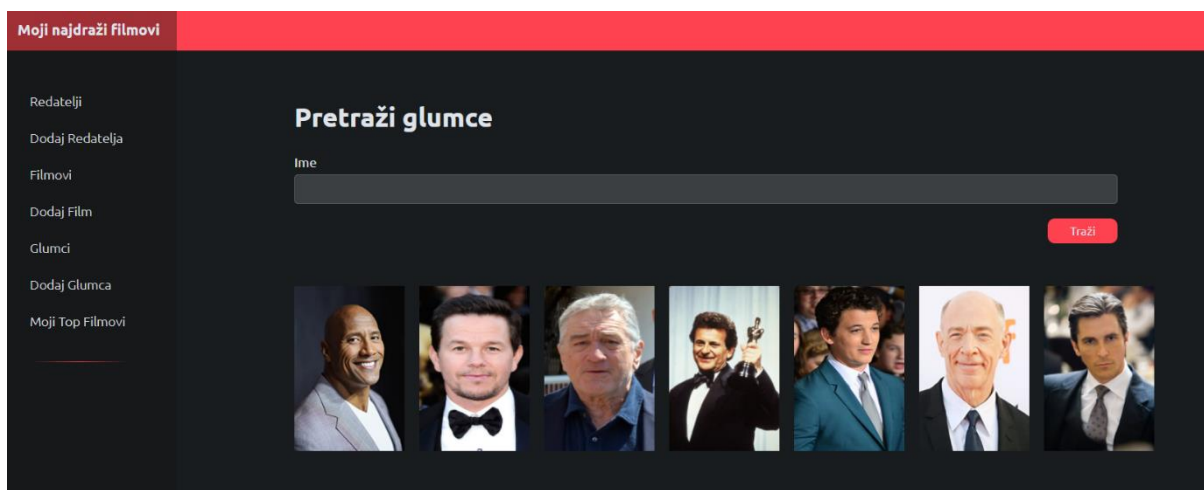 Moji najdraži filmovi
Redatelji
Dodaj Redatelja
Filmovi
Dodaj Film
Glumci
Dodaj Glumca
Moji Top Filmovi
Pretraži glumce
Ime
Traži